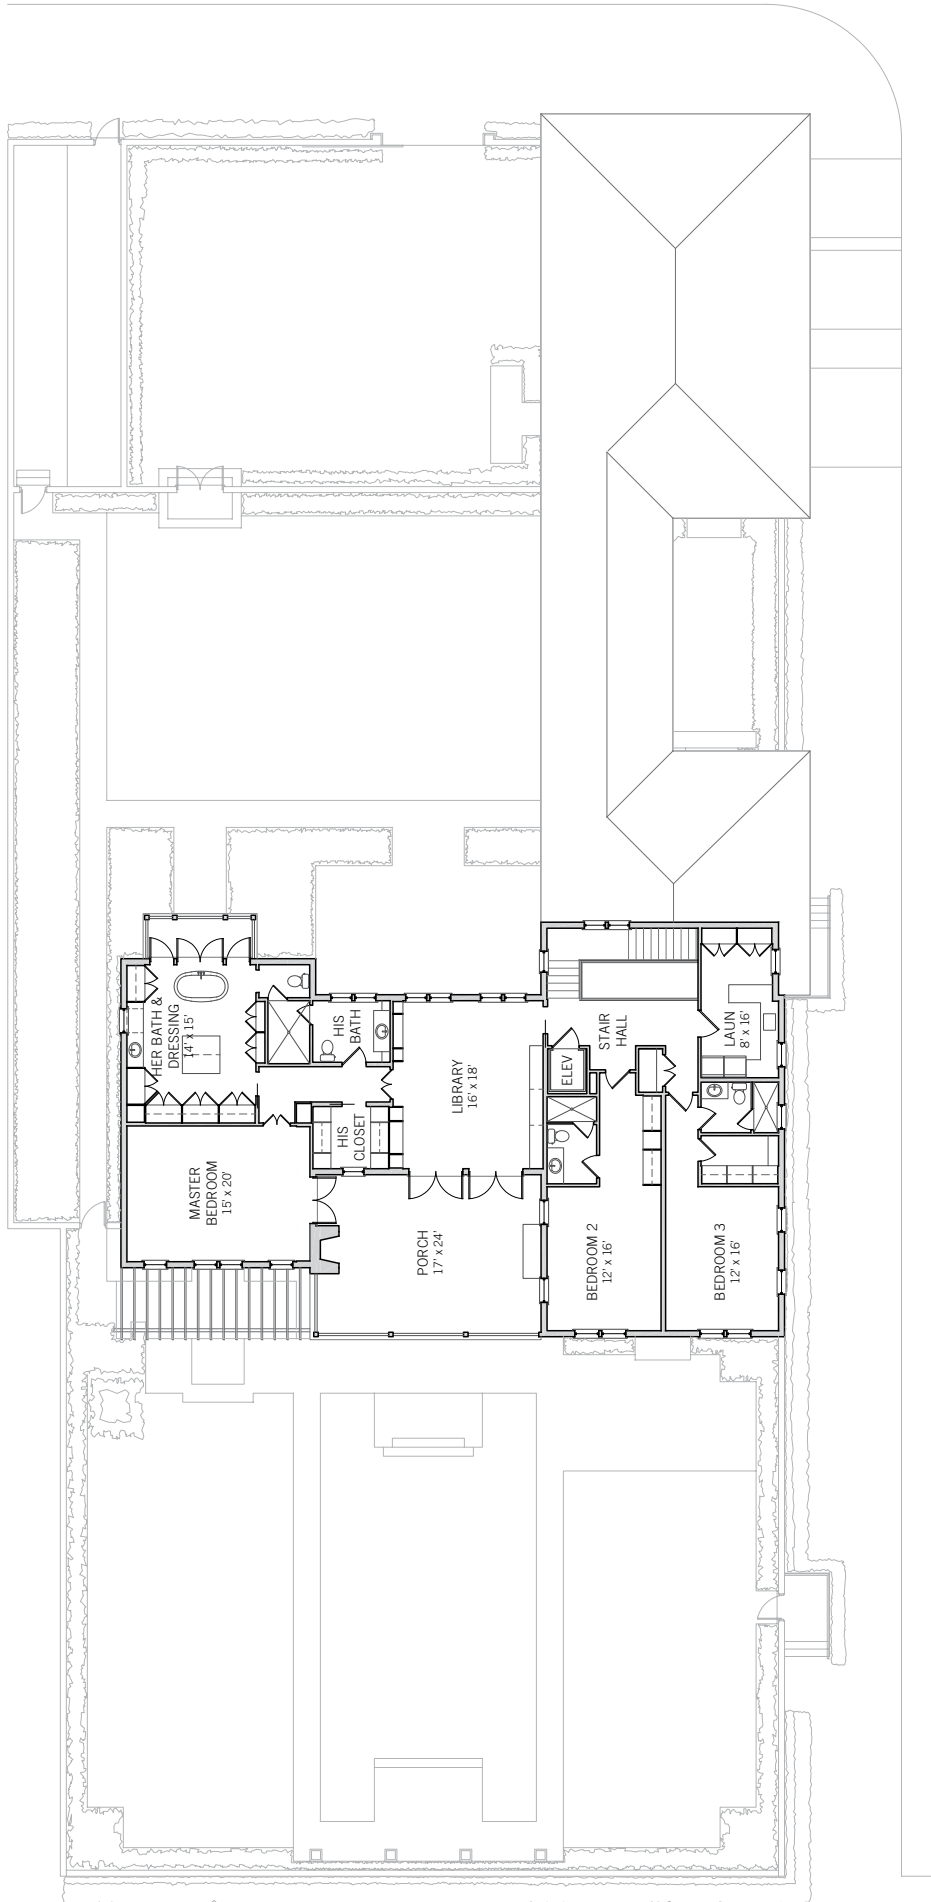 HER BATH &
DRESSING
14' x 15'
HIS
BATH
HIS
CLOSET
LIBRARY
16' x 18'
ELEV
STAIR
HALL
LAUN
8' x 16'
MASTER
BEDROOM
15' x 20'
PORCH
17' x 24'
BEDROOM 2
12' x 16'
BEDROOM 3
12' x 16'